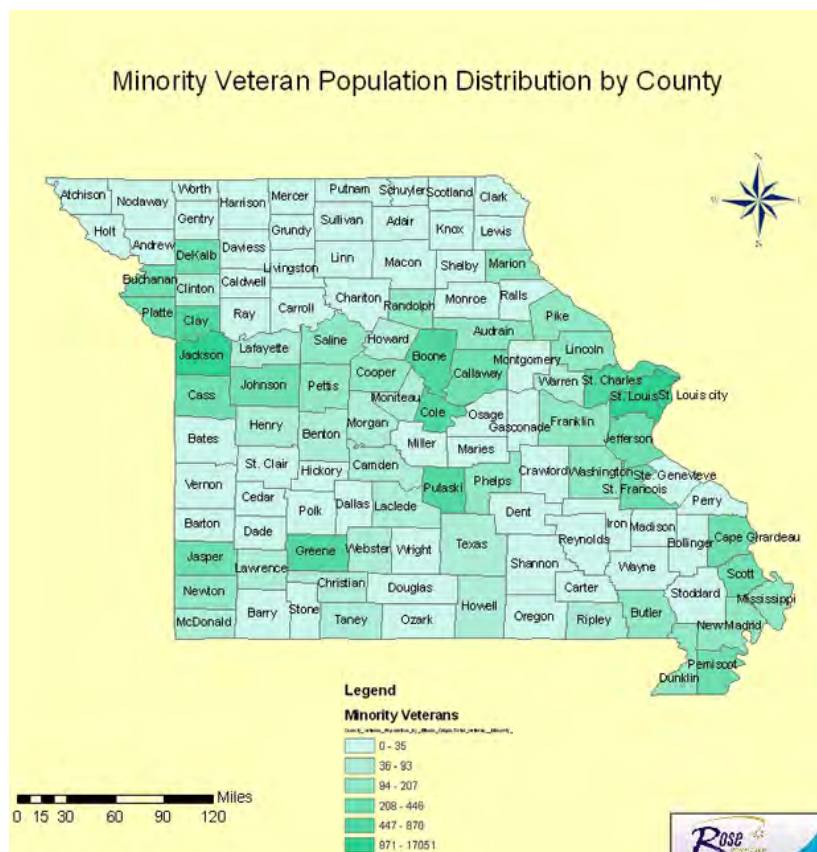 Minority Veteran Population Distribution by County
N
W
S
Atchison Nodaway Worth Harrison Mercer Putnam Schuyler Scotland Clark
Gentry Sullivan Adair Knox Lewis
Holt Andrew DeKalb Daviess Grundy
Linn Macon Shelby Marion
Buchanan Clinton Caldwell Livingston
Platte Clay Ray Carroll Chariton Randolph Monroe Ralls
Pike
Audrain
Jackson Lafayette Saline Howard Boone Montgomery Lincoln
Cooper Callaway Warren St. Charles
Cass Johnson Pettis Moniteau Cole St. Louis St. Louis city
Osage Gasconade Franklin
Henry Benton Morgan Jefferson
Bates Miller Maries
St. Clair Hickory Camden Crawford Washington Ste. Genevieve
Vernon Pulaski Phelps St. Francois
Cedar Polk Dallas Laclede Dent Perry
Barton Dade Iron Madison
Reynolds Bollinger Cape Girardeau
Jasper Greene Webster Wright Texas Shannon Wayne
Lawrence Scott
Newton Christian Douglas Carter Stoddard Mississippi
McDonald Barry Stone Taney Ozark Howell Oregon Ripley Butler
New Madrid
Dunklin Pemiscot
Legend
Minority Veterans
0 - 35
36 - 93
94 - 207
208 - 446
447 - 870
871 - 17051
Miles
0 15 30 60 90 120
Rose